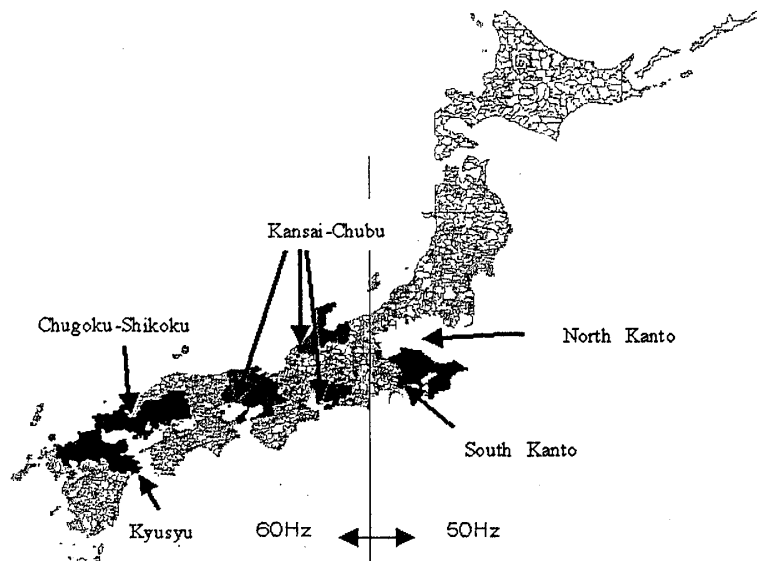 Kansai-Chubu
Chugoku-Shikoku
North Kanto
South Kanto
Kyusyu
60Hz
50Hz